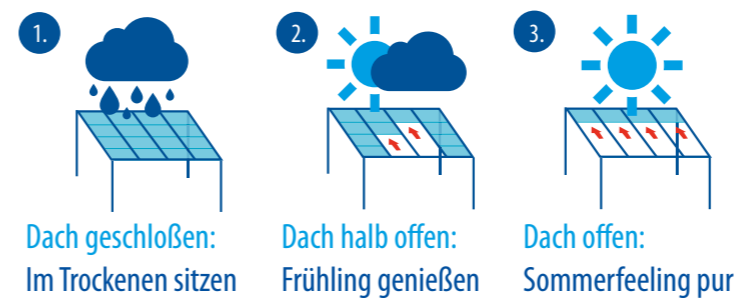 1.
Dach geschloßen:
Im Trockenen sitzen
2.
Dach halb offen:
Frühling genießen
3.
Dach offen:
Sommerfeeling pur